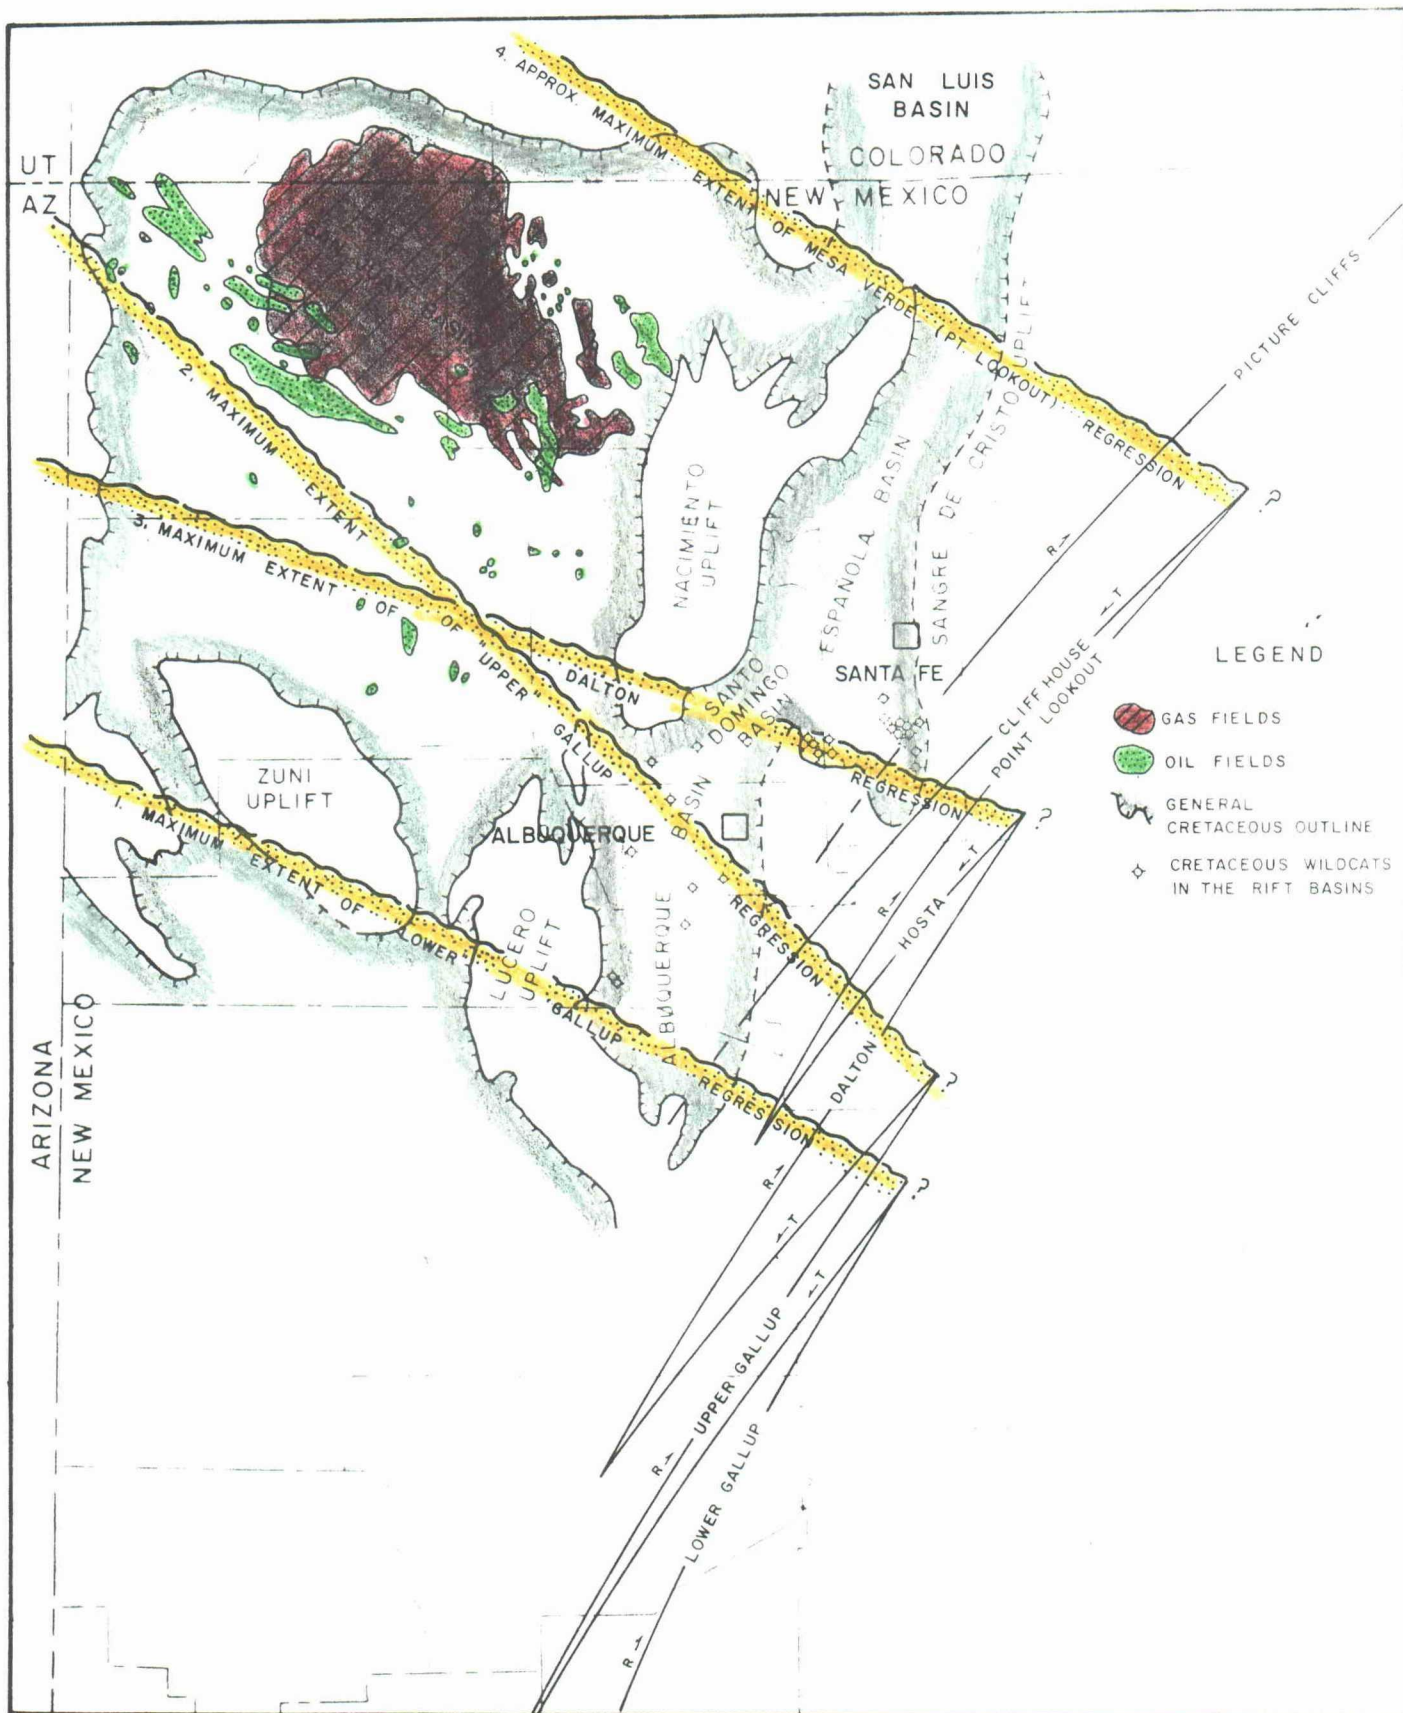 4. APPROX. MAXIMUM EXTENT OF MESA VERDE (PT. LOOKOUT) REGRESSION ?
SAN LUIS
BASIN
COLORADO
NEW MEXICO
UT
AZ
SAN JUAN BASIN
PICTURE CLIFFS
2. MAXIMUM EXTENT OF UPPER GALLUP REGRESSION ?
3. MAXIMUM EXTENT OF DALTON REGRESSION ?
NACIMIENTO
UPLIFT
ESPAÑOLA BASIN
SANGRE DE CRISTO UPLIFT
SANTA FE
SANTO
DOMINGO
BASIN
R
T
CLIFF HOUSE
POINT LOOKOUT
LEGEND
GAS FIELDS
OIL FIELDS
GENERAL
CRETACEOUS OUTLINE
CRETACEOUS WILDCATS
IN THE RIFT BASINS
ZUNI
UPLIFT
ALBUQUERQUE
1. MAXIMUM EXTENT OF "LOWER" GALLUP REGRESSION ?
LUCERO
UPLIFT
ALBUQUERQUE BASIN
R
T
HOSTA
DALTON
ARIZONA
NEW MEXICO
R
T
T
UPPER GALLUP
R
LOWER GALLUP
R